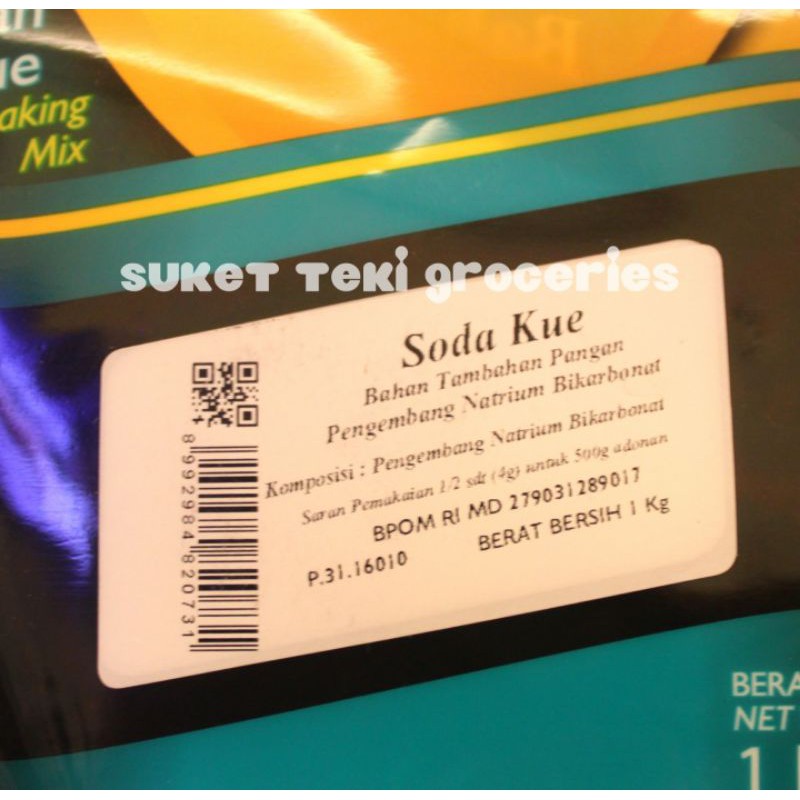 ue
aking
Mix
suket teki groceries
Soda Kue
Bahan Tambahan Pangan
Pengembang Natrium Bikarbonat
Komposisi : Pengembang Natrium Bikarbonat
Saran Pemakaian 1/2 sdt (4g) untuk 500g adonan
BPOM RI MD 279031289017
P.31.16010 BERAT BERSIH 1 Kg
8992984820731
BERA
NET
1